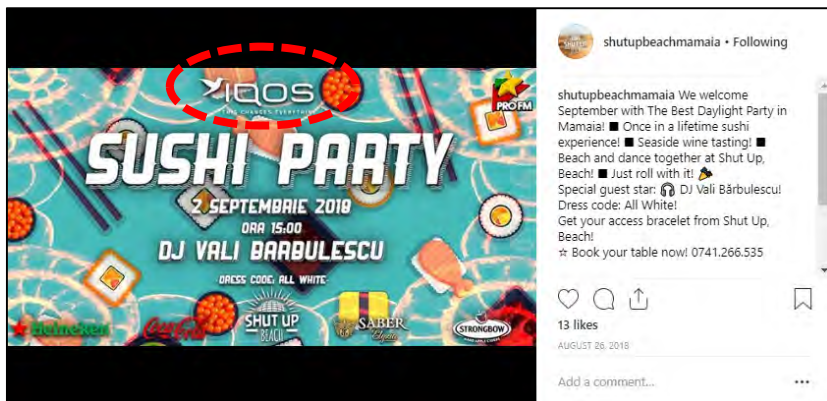 IQOS
THIS CHANGES EVERYTHING
PRO FM
SUSHI PARTY
2 SEPTEMBRIE 2018
ORA 15:00
DJ VALI BARBULESCU
DRESS CODE: ALL WHITE
Heineken
Coca-Cola
SHUT UP
BEACH
SABER
Elyzia
STRONGBOW
shutupbeachmamaia • Following
shutupbeachmamaia We welcome
September with The Best Daylight Party in
Mamaia! ■ Once in a lifetime sushi
experience! ■ Seaside wine tasting! ■
Beach and dance together at Shut Up,
Beach! ■ Just roll with it! 🎉
Special guest star: 🎧 DJ Vali Bărbulescu!
Dress code: All White!
Get your access bracelet from Shut Up,
Beach!
☆ Book your table now! 0741.266.535
13 likes
AUGUST 26, 2018
Add a comment...